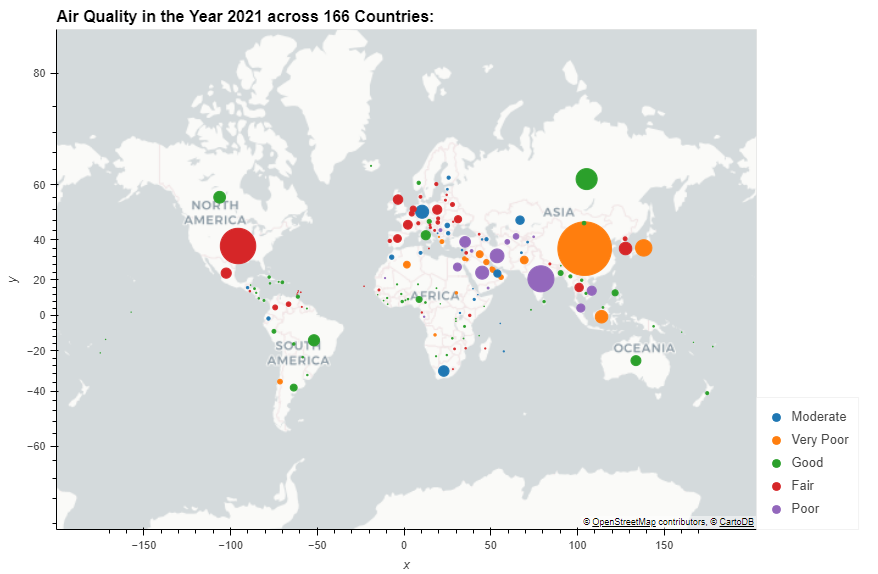 Air Quality in the Year 2021 across 166 Countries:
80
60
40
20
0
−20
−40
−60
y
NORTH
AMERICA
ASIA
AFRICA
SOUTH
AMERICA
OCEANIA
© OpenStreetMap contributors, © CartoDB
−150
−100
−50
0
50
100
150
x
Moderate
Very Poor
Good
Fair
Poor